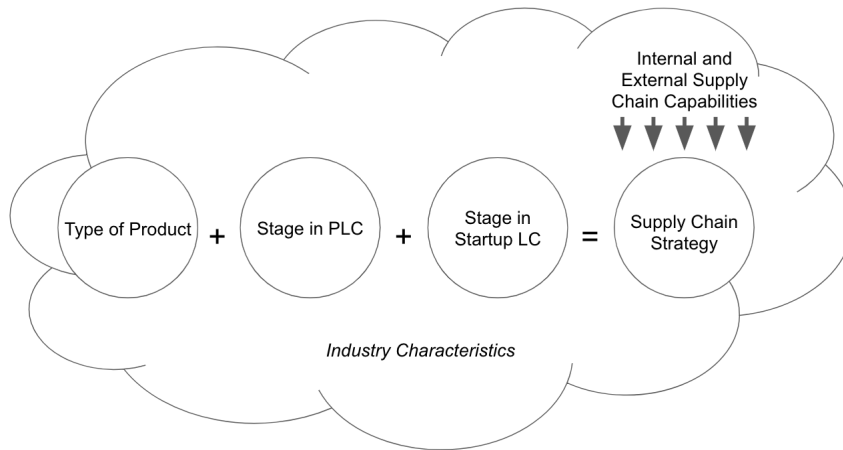 Internal and
External Supply
Chain Capabilities
Type of Product
+
Stage in PLC
+
Stage in
Startup LC
=
Supply Chain
Strategy
Industry Characteristics